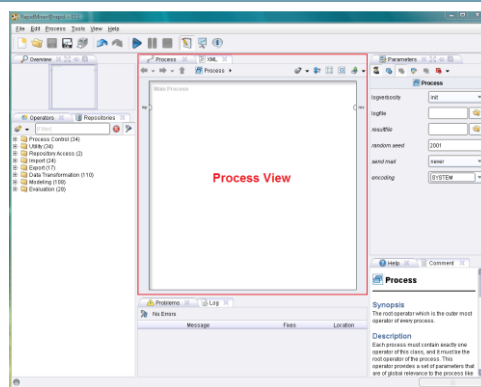 File Edit Process Tools View Help
Overview
Process XML
Parameters
Process
Process
Main Process
logverbosity init
logfile
resultfile
random seed 2001
send mail never
encoding SYSTEM
Operators Repositories
Process Control (34)
Utility (34)
Repository Access (2)
Import (24)
Export (17)
Data Transformation (110)
Modeling (109)
Evaluation (20)
Process View
Help Comment
Process
Synopsis
The root operator which is the outer most
operator of every process.
Description
Each process must contain exactly one
operator of this class, and it must be the
root operator of the process. This
operator provides a set of parameters that
are of global relevance to the process like
Problems Log
No Errors
Message Fixes Location